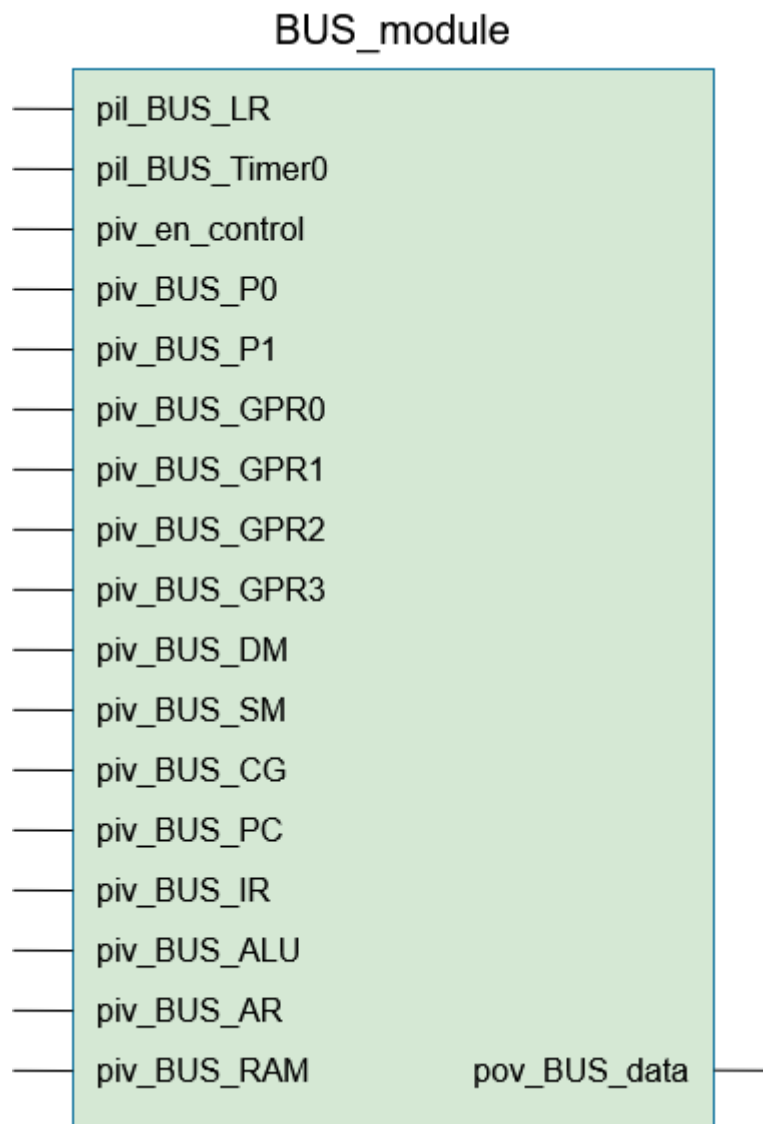 BUS_module
pil_BUS_LR
pil_BUS_Timer0
piv_en_control
piv_BUS_P0
piv_BUS_P1
piv_BUS_GPR0
piv_BUS_GPR1
piv_BUS_GPR2
piv_BUS_GPR3
piv_BUS_DM
piv_BUS_SM
piv_BUS_CG
piv_BUS_PC
piv_BUS_IR
piv_BUS_ALU
piv_BUS_AR
piv_BUS_RAM pov_BUS_data